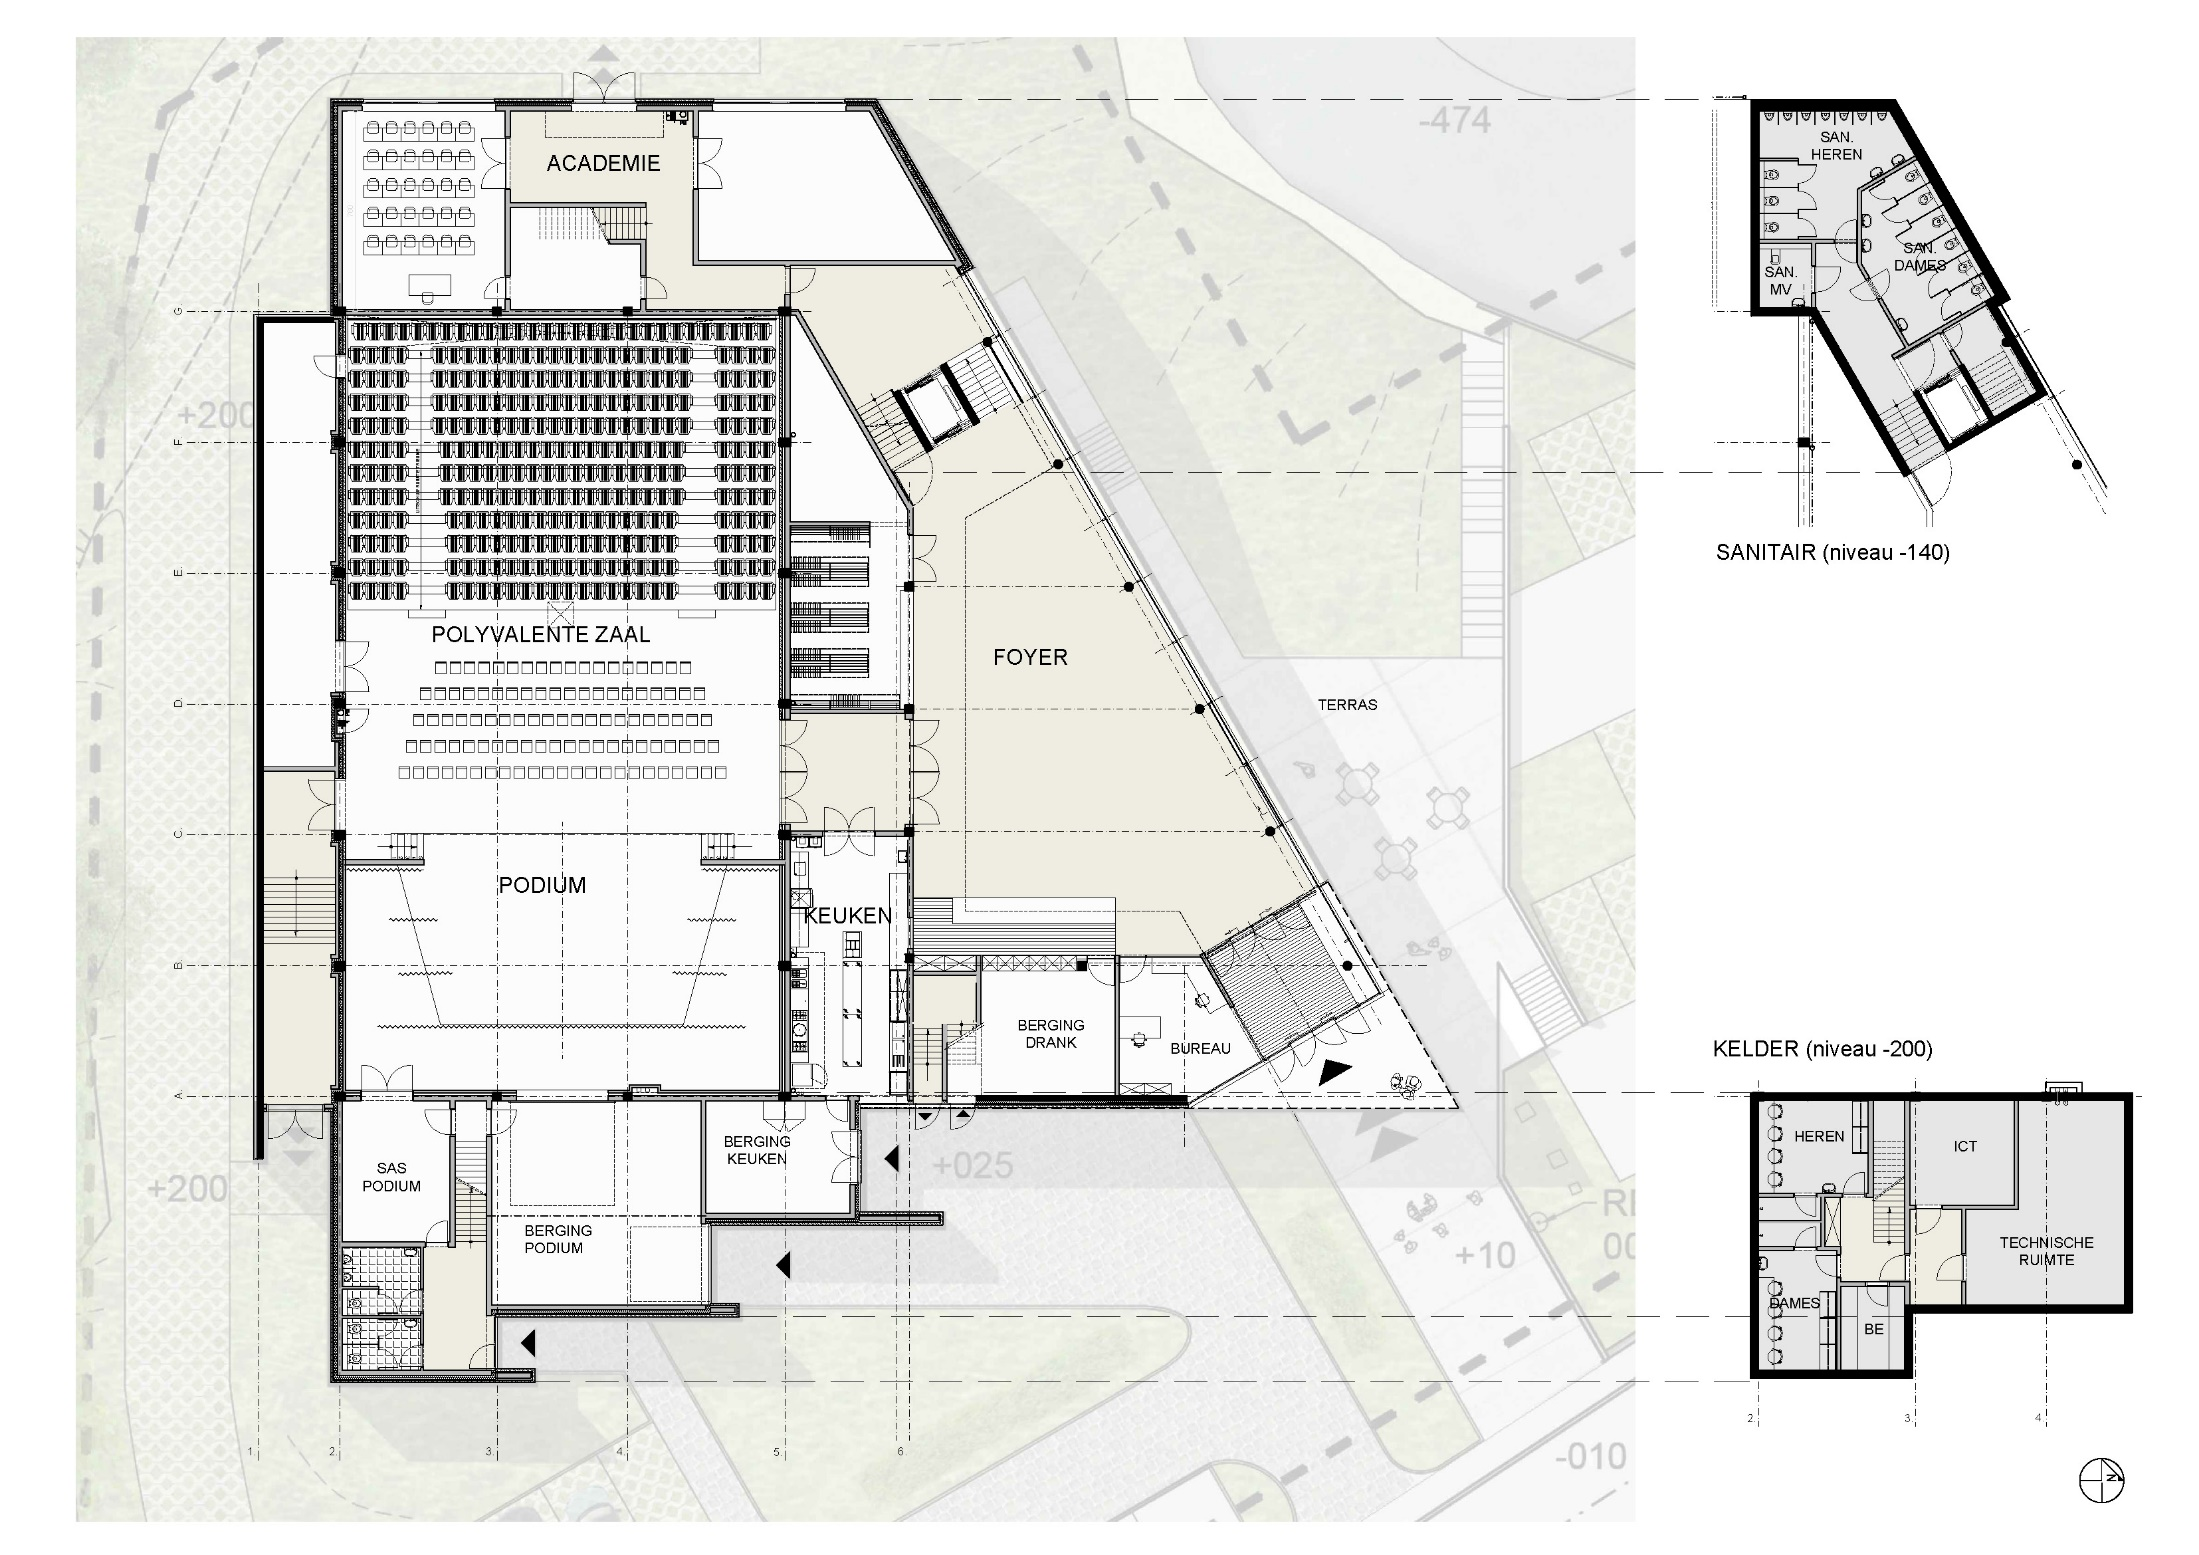 -474
ACADEMIE
SAN.
HEREN
SAN.
DAMES
SAN.
MV
G.
+200
F.
E.
SANITAIR (niveau -140)
POLYVALENTE ZAAL
FOYER
D.
TERRAS
C.
PODIUM
KEUKEN
B.
BERGING
DRANK
BUREAU
KELDER (niveau -200)
A.
BERGING
KEUKEN
SAS
PODIUM
+025
+200
HEREN
ICT
BERGING
PODIUM
+10
TECHNISCHE
RUIMTE
DAMES
BE
1.
2.
3.
4.
5.
6.
2.
3.
4.
-010
N